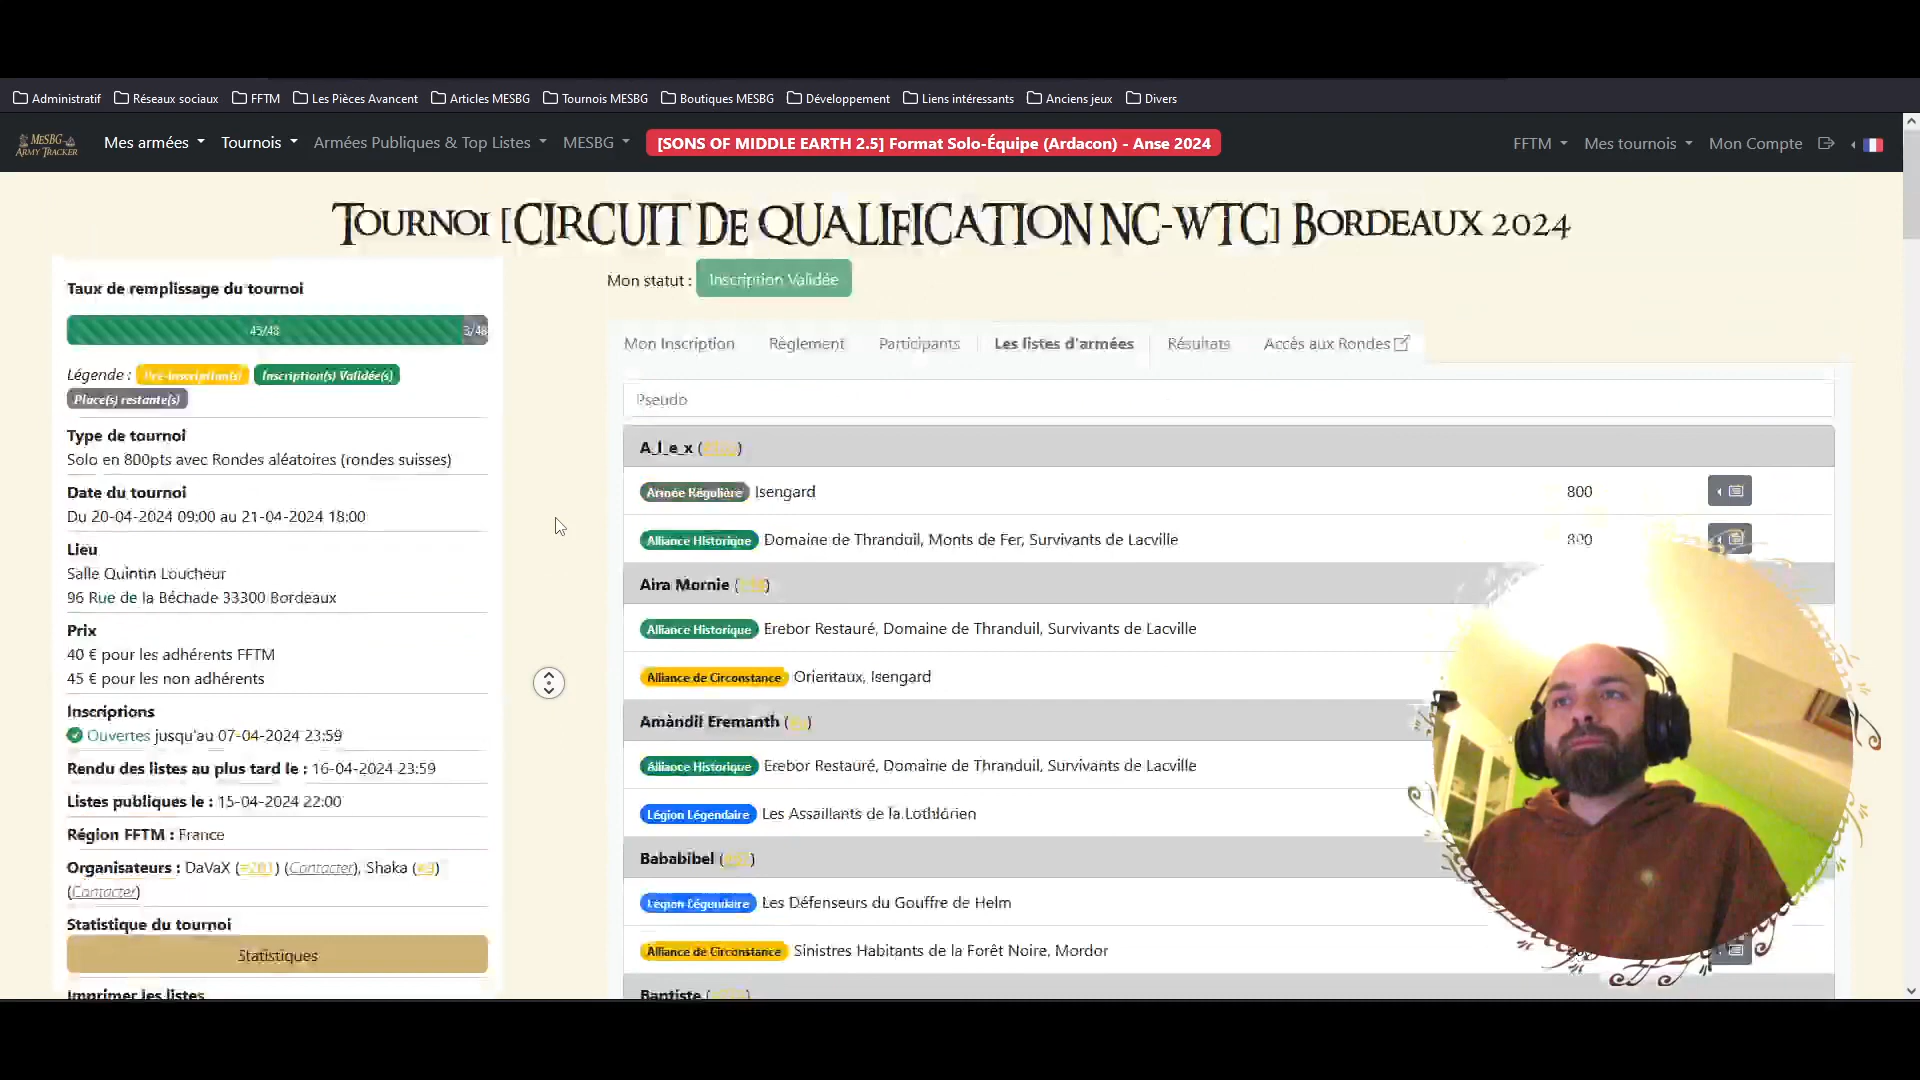 Administratif Réseaux sociaux FFTM Les Pièces Avancent Articles MESBG Tournois MESBG Boutiques MESBG Développement Liens intéressants Anciens jeux Divers
MESBG
ARMY TRACKER
Mes armées Tournois Armées Publiques & Top Listes MESBG [SONS OF MIDDLE EARTH 2.5] Format Solo-Équipe (Ardacon) - Anse 2024 FFTM Mes tournois Mon Compte
Tournoi [CIRCUIT DE QUALIFICATION NC-WTC] Bordeaux 2024
Taux de remplissage du tournoi
45/48 3/48
Légende : Pré-inscription(s) Inscription(s) Validée(s)
Place(s) restante(s)
Type de tournoi
Solo en 800pts avec Rondes aléatoires (rondes suisses)
Date du tournoi
Du 20-04-2024 09:00 au 21-04-2024 18:00
Lieu
Salle Quintin Loucheur
96 Rue de la Béchade 33300 Bordeaux
Prix
40 € pour les adhérents FFTM
45 € pour les non adhérents
Inscriptions
Ouvertes jusqu'au 07-04-2024 23:59
Rendu des listes au plus tard le : 16-04-2024 23:59
Listes publiques le : 15-04-2024 22:00
Région FFTM : France
Organisateurs : DaVaX (#201) (Contacter), Shaka (#3)
(Contacter)
Statistique du tournoi
Statistiques
Imprimer les listes
Mon statut : Inscription Validée
Mon Inscription Règlement Participants Les listes d'armées Résultats Accès aux Rondes
Pseudo
A_l_e_x
Armée Régulière Isengard 800
Alliance Historique Domaine de Thranduil, Monts de Fer, Survivants de Lacville 800
Aira Mornie
Alliance Historique Erebor Restauré, Domaine de Thranduil, Survivants de Lacville
Alliance de Circonstance Orientaux, Isengard
Amàndil Eremanth
Alliance Historique Erebor Restauré, Domaine de Thranduil, Survivants de Lacville
Légion Légendaire Les Assaillants de la Lothlórien
Bababibel
Légion Légendaire Les Défenseurs du Gouffre de Helm
Alliance de Circonstance Sinistres Habitants de la Forêt Noire, Mordor
Baptiste